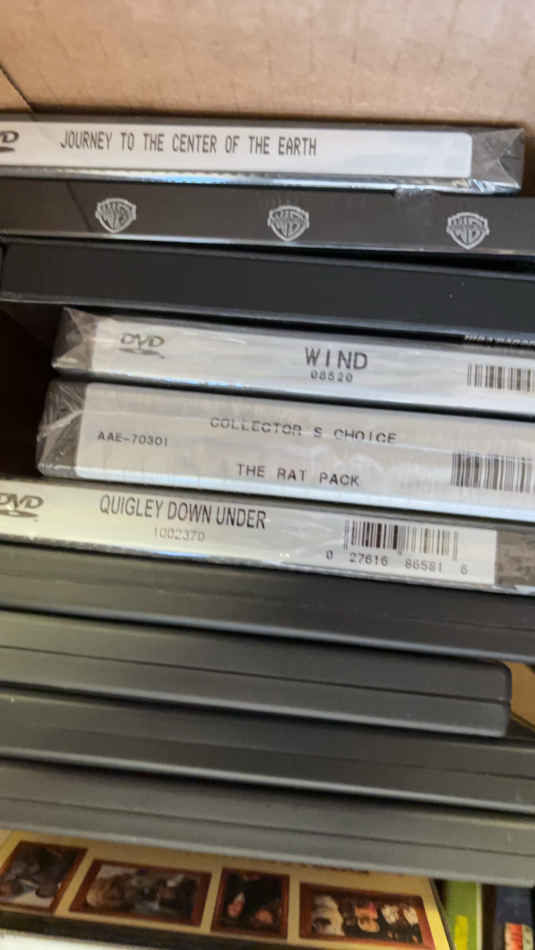 DVD
JOURNEY TO THE CENTER OF THE EARTH
DVD
WIND
08520
COLLECTOR S CHOICE
AAE-70301
THE RAT PACK
DVD
QUIGLEY DOWN UNDER
1002370
0 27616 86581 6